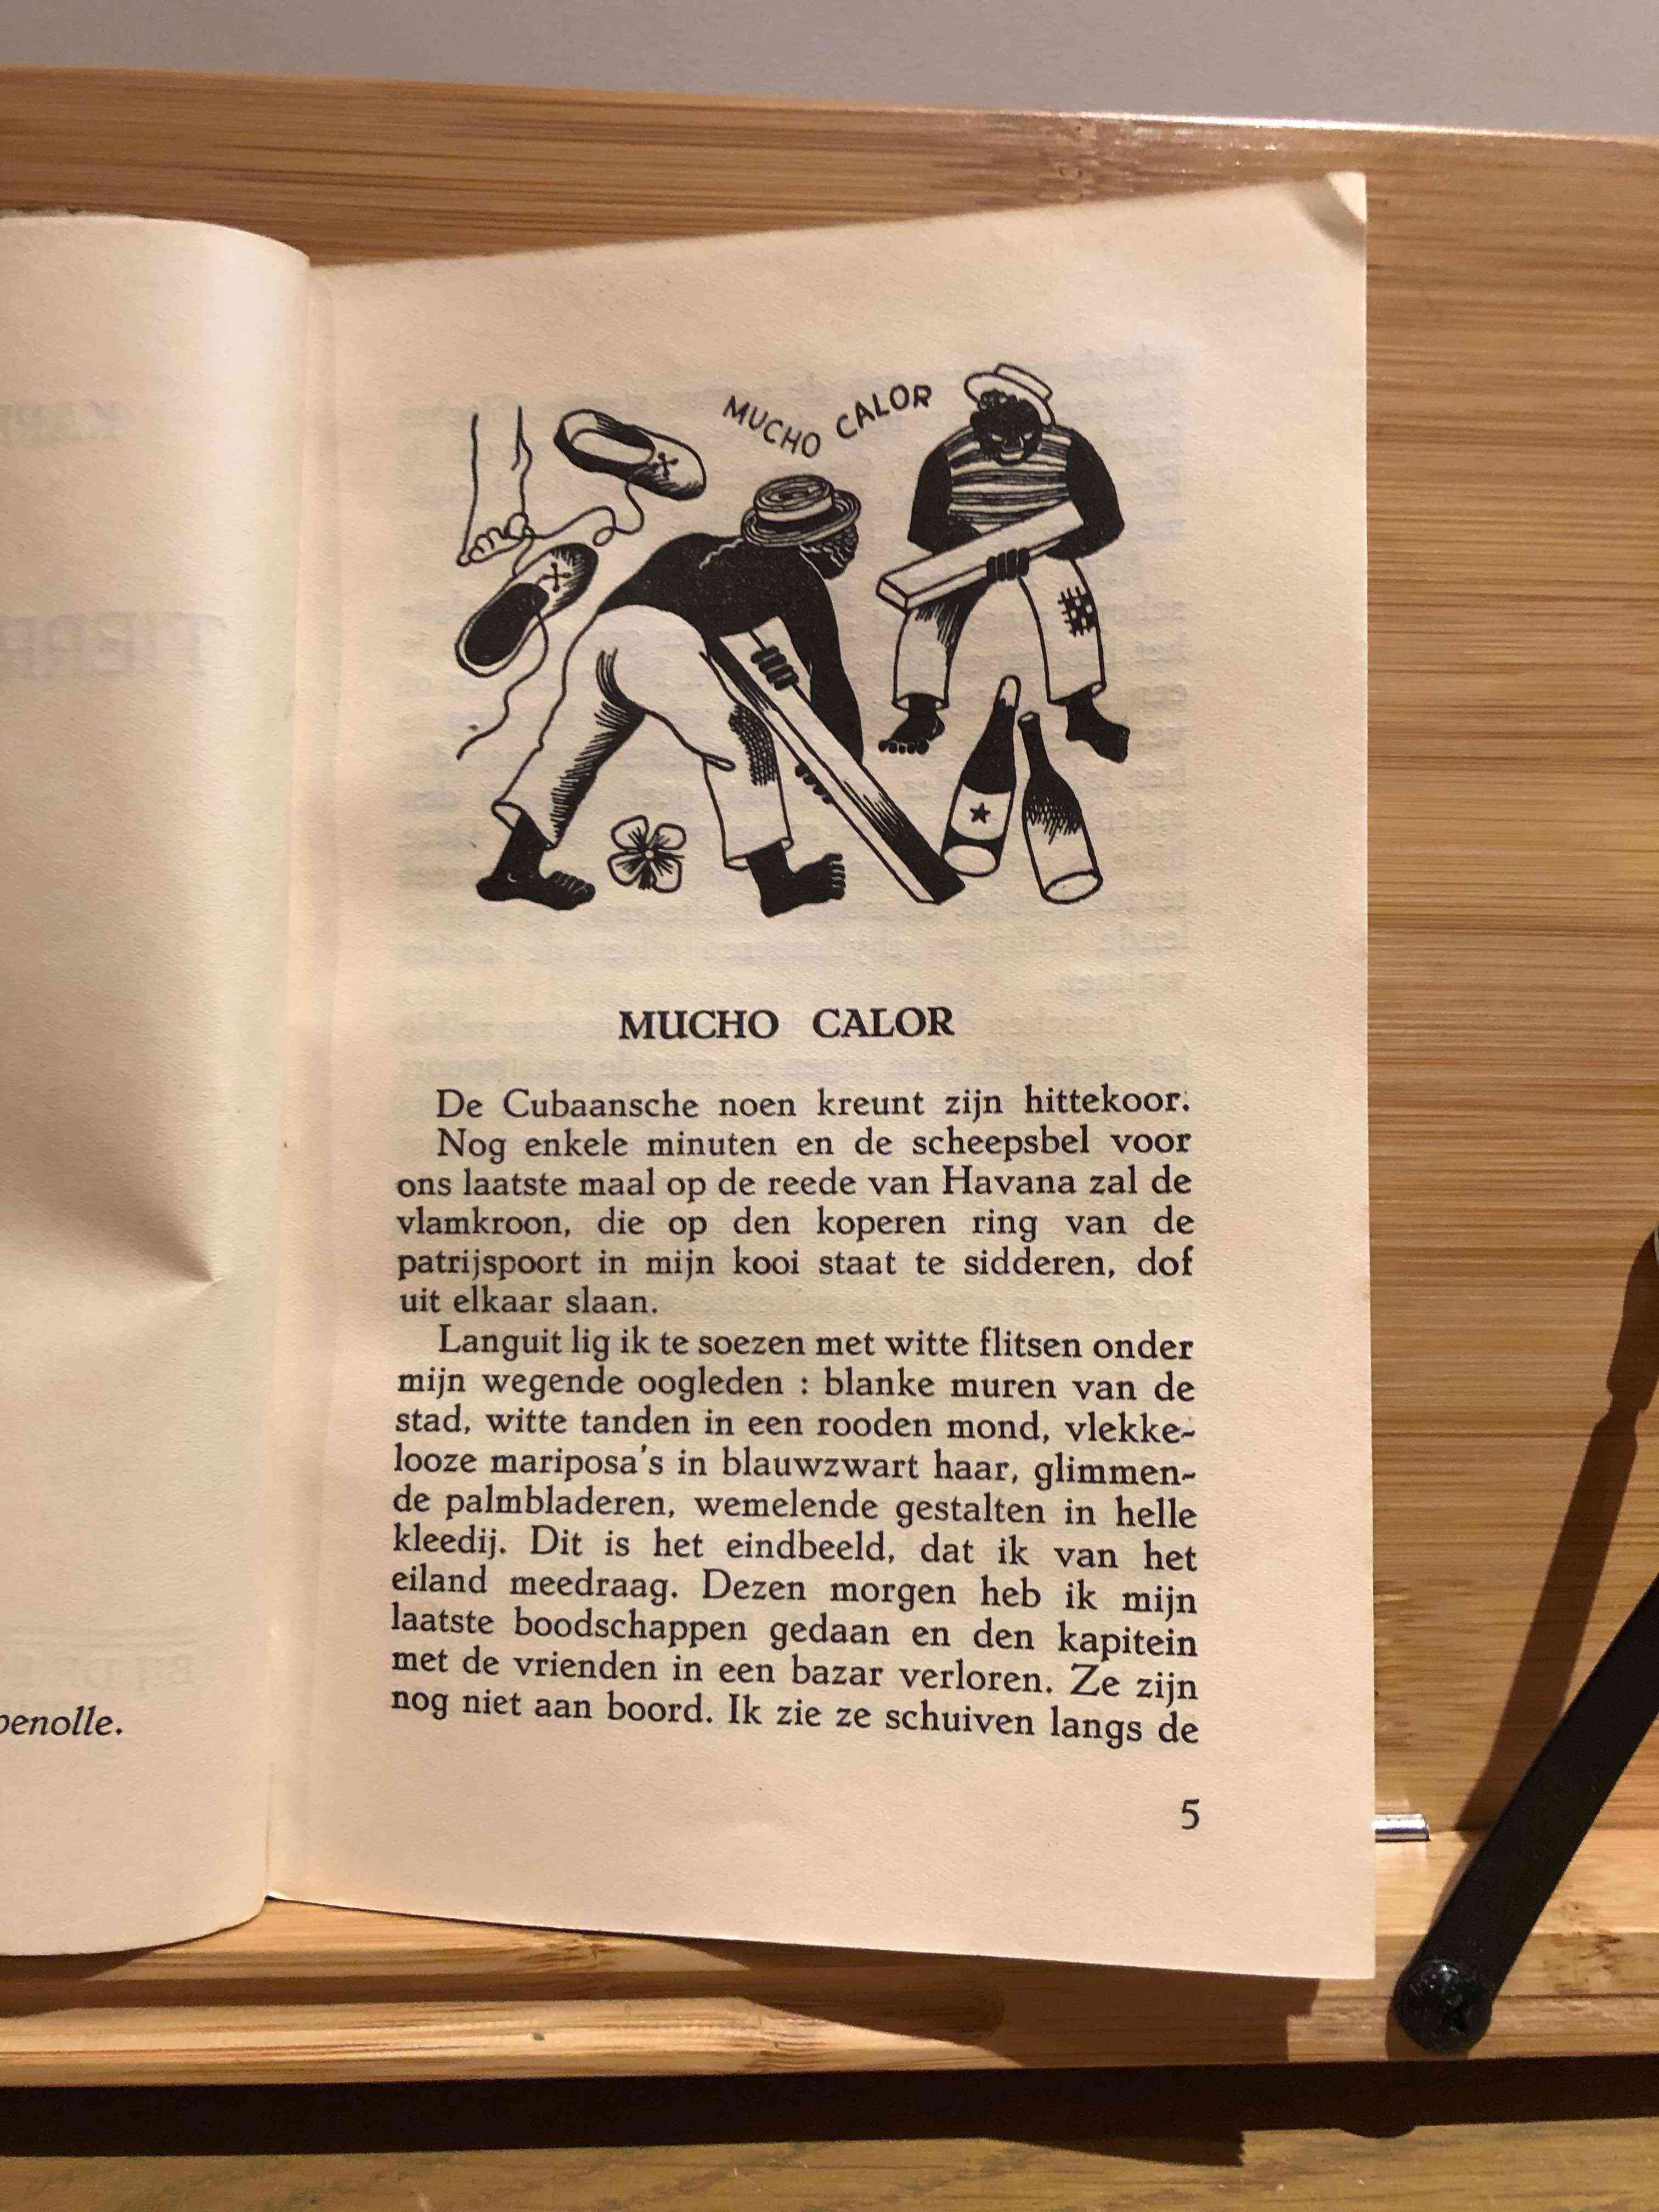 MUCHO CALOR
MUCHO CALOR
De Cubaansche noen kreunt zijn hittekoor.
Nog enkele minuten en de scheepsbel voor
ons laatste maal op de reede van Havana zal de
vlamkroon, die op den koperen ring van de
patrijspoort in mijn kooi staat te sidderen, dof
uit elkaar slaan.
Languit lig ik te soezen met witte flitsen onder
mijn wegende oogleden : blanke muren van de
stad, witte tanden in een rooden mond, vlekke-
looze mariposa's in blauwzwart haar, glimmen-
de palmbladeren, wemelende gestalten in helle
kleedij. Dit is het eindbeeld, dat ik van het
eiland meedraag. Dezen morgen heb ik mijn
laatste boodschappen gedaan en den kapitein
met de vrienden in een bazar verloren. Ze zijn
nog niet aan boord. Ik zie ze schuiven langs de
5